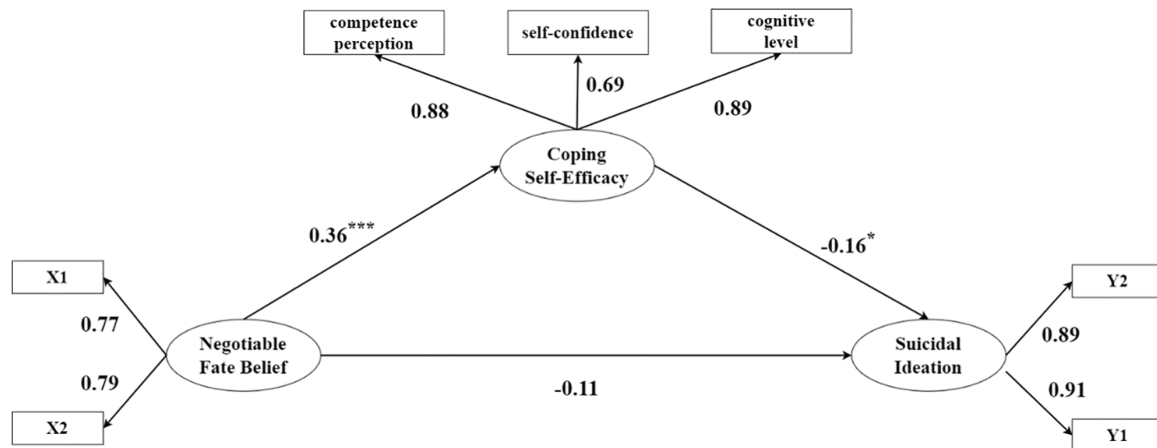 competence
perception
self-confidence
cognitive
level
0.88
0.69
0.89
Coping
Self-Efficacy
0.36***
-0.16*
X1
0.77
Negotiable
Fate Belief
0.79
X2
-0.11
Suicidal
Ideation
Y2
0.89
0.91
Y1